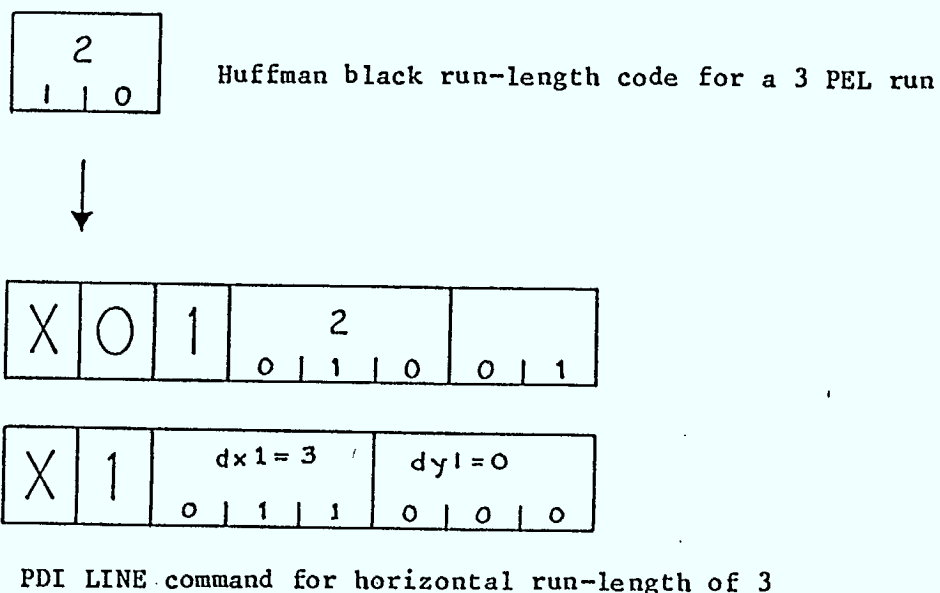 2
1 1 0
Huffman black run-length code for a 3 PEL run
X 0 1 2
0 1 0 0 1
X 1 dx1=3 dy1=0
0 1 1 0 0 0
PDI LINE command for horizontal run-length of 3